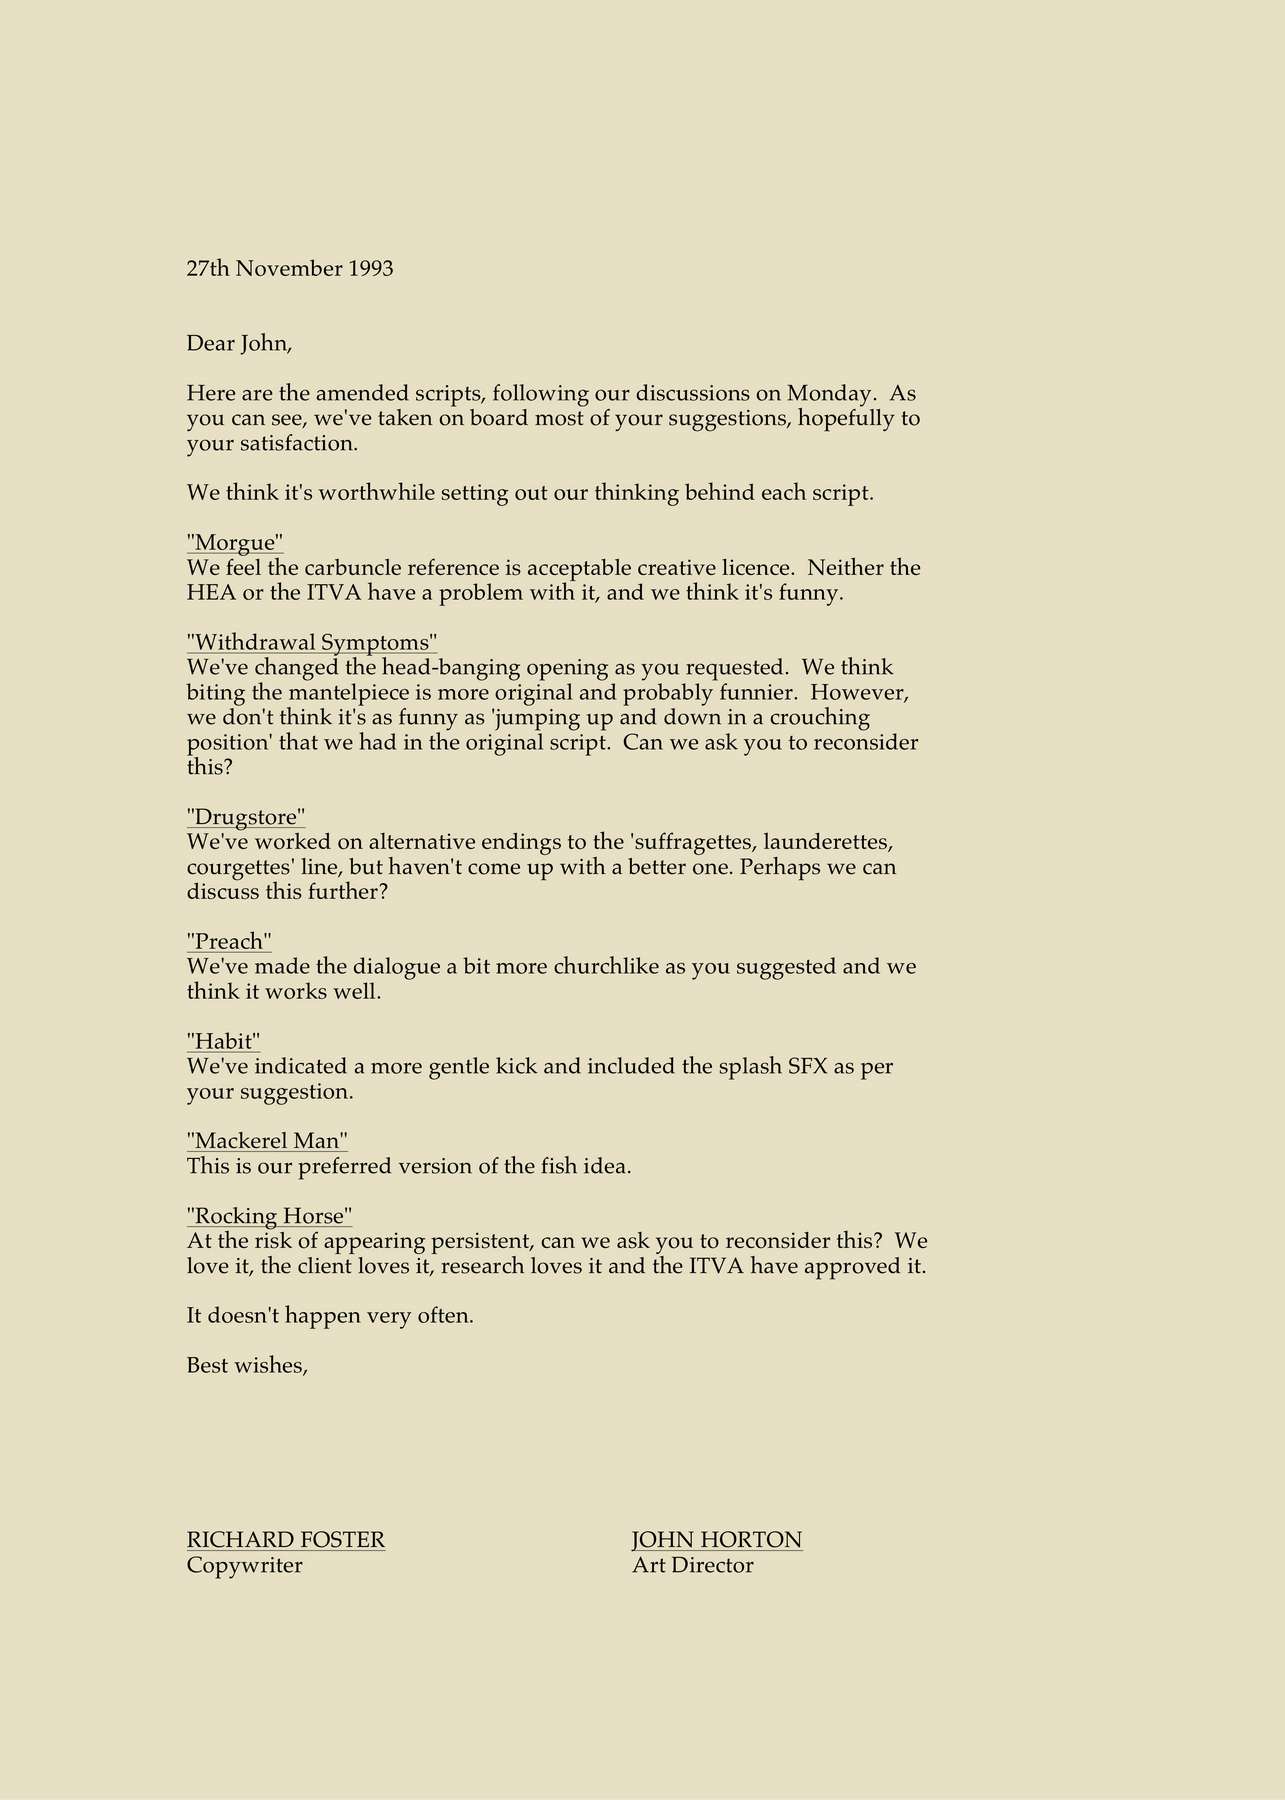 27th November 1993
Dear John,
Here are the amended scripts, following our discussions on Monday.  As
you can see, we've taken on board most of your suggestions, hopefully to
your satisfaction.
We think it's worthwhile setting out our thinking behind each script.
"Morgue"
We feel the carbuncle reference is acceptable creative licence.  Neither the
HEA or the ITVA have a problem with it, and we think it's funny.
"Withdrawal Symptoms"
We've changed the head-banging opening as you requested.  We think
biting the mantelpiece is more original and probably funnier.  However,
we don't think it's as funny as 'jumping up and down in a crouching
position' that we had in the original script.  Can we ask you to reconsider
this?
"Drugstore"
We've worked on alternative endings to the 'suffragettes, launderettes,
courgettes' line, but haven't come up with a better one. Perhaps we can
discuss this further?
"Preach"
We've made the dialogue a bit more churchlike as you suggested and we
think it works well.
"Habit"
We've indicated a more gentle kick and included the splash SFX as per
your suggestion.
"Mackerel Man"
This is our preferred version of the fish idea.
"Rocking Horse"
At the risk of appearing persistent, can we ask you to reconsider this?  We
love it, the client loves it, research loves it and the ITVA have approved it.
It doesn't happen very often.
Best wishes,
RICHARD FOSTER JOHN HORTON
Copywriter Art Director